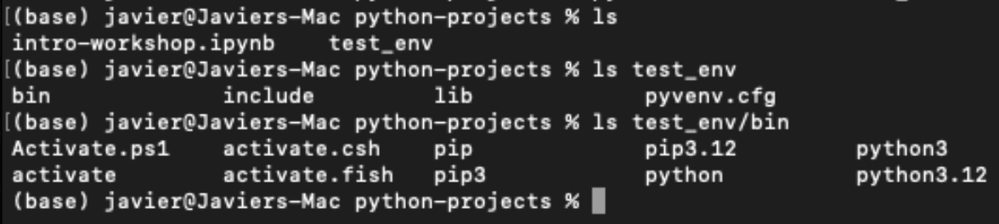 [(base) javier@Javiers-Mac python-projects % ls
intro-workshop.ipynb    test_env
[(base) javier@Javiers-Mac python-projects % ls test_env
bin             include         lib             pyvenv.cfg
[(base) javier@Javiers-Mac python-projects % ls test_env/bin
Activate.ps1    activate.csh    pip             pip3.12         python3
activate        activate.fish   pip3            python          python3.12
(base) javier@Javiers-Mac python-projects %